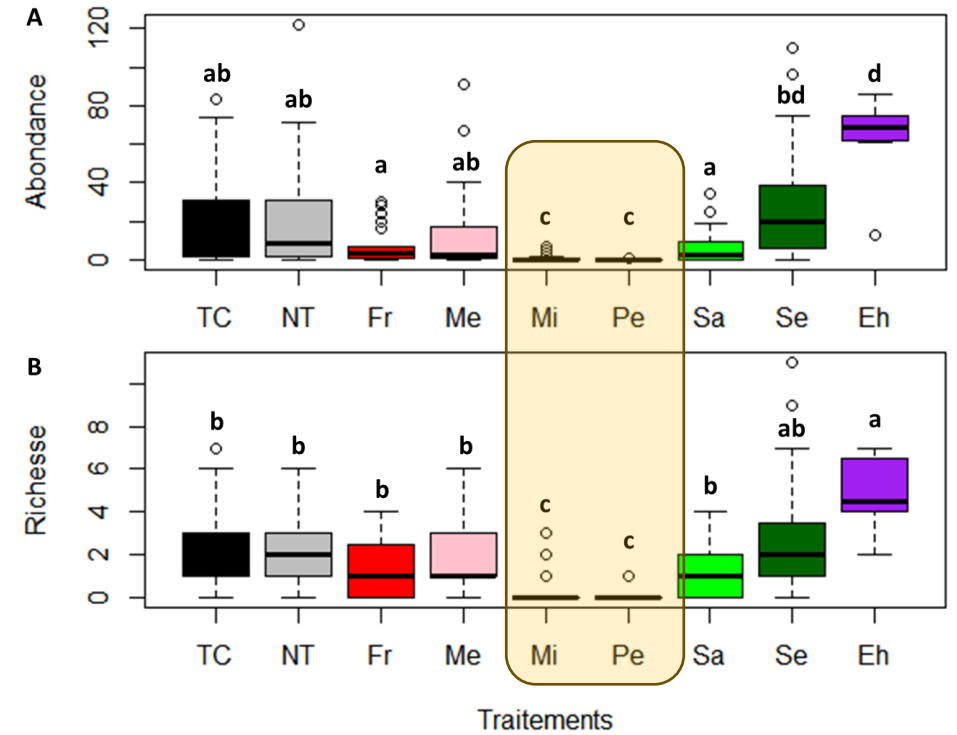 A
Abondance
120
80
40
0
ab
ab
a
ab
c
c
a
bd
d
TC NT Fr Me Mi Pe Sa Se Eh
B
Richesse
8
6
4
2
0
b
b
b
b
c
c
b
ab
a
TC NT Fr Me Mi Pe Sa Se Eh
Traitements